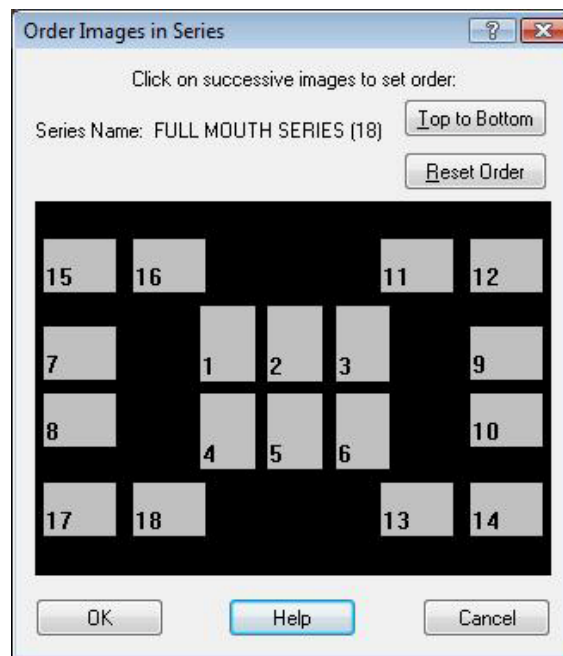 Order Images in Series
?
Click on successive images to set order:
Top to Bottom
Series Name: FULL MOUTH SERIES (18)
Reset Order
15 16 11 12
7 1 2 3 9
8 4 5 6 10
17 18 13 14
OK Help Cancel